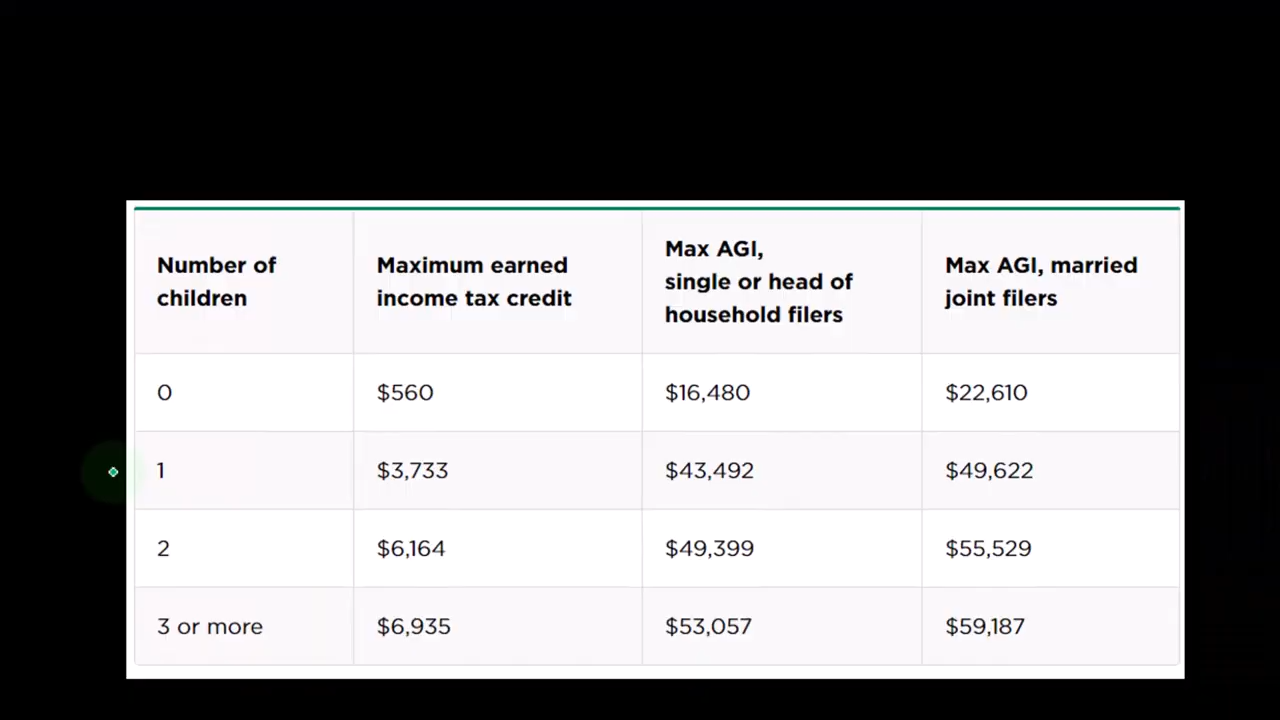 Number of children
Maximum earned income tax credit
Max AGI, single or head of household filers
Max AGI, married joint filers
0 $560 $16,480 $22,610
1 $3,733 $43,492 $49,622
2 $6,164 $49,399 $55,529
3 or more $6,935 $53,057 $59,187